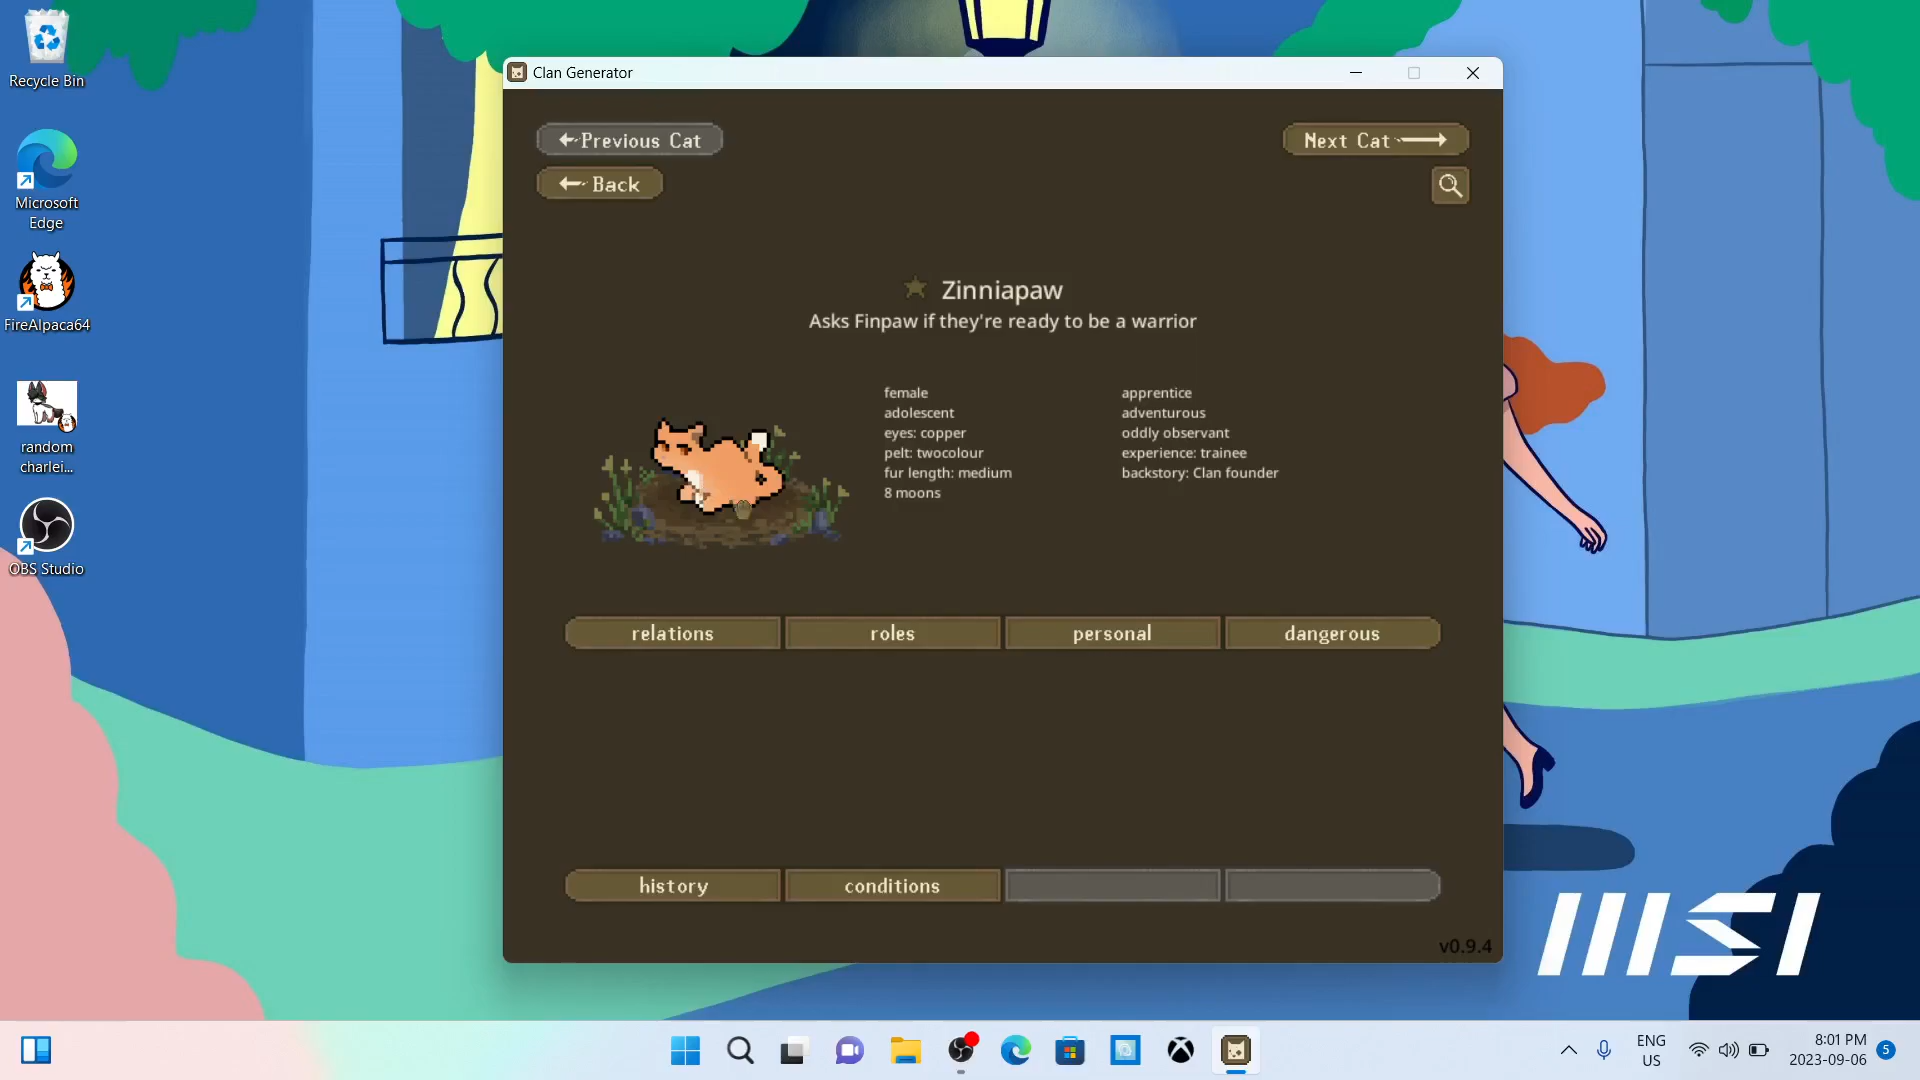 Recycle Bin
Microsoft
Edge
FireAlpaca64
random
charlei...
OBS Studio
Clan Generator
Previous Cat
Next Cat
Back
Zinniapaw
Asks Finpaw if they're ready to be a warrior
female
adolescent
eyes: copper
pelt: twocolour
fur length: medium
8 moons
apprentice
adventurous
oddly observant
experience: trainee
backstory: Clan founder
relations
roles
personal
dangerous
history
conditions
v0.9.4
msi
ENG
US
8:01 PM
2023-09-06
5